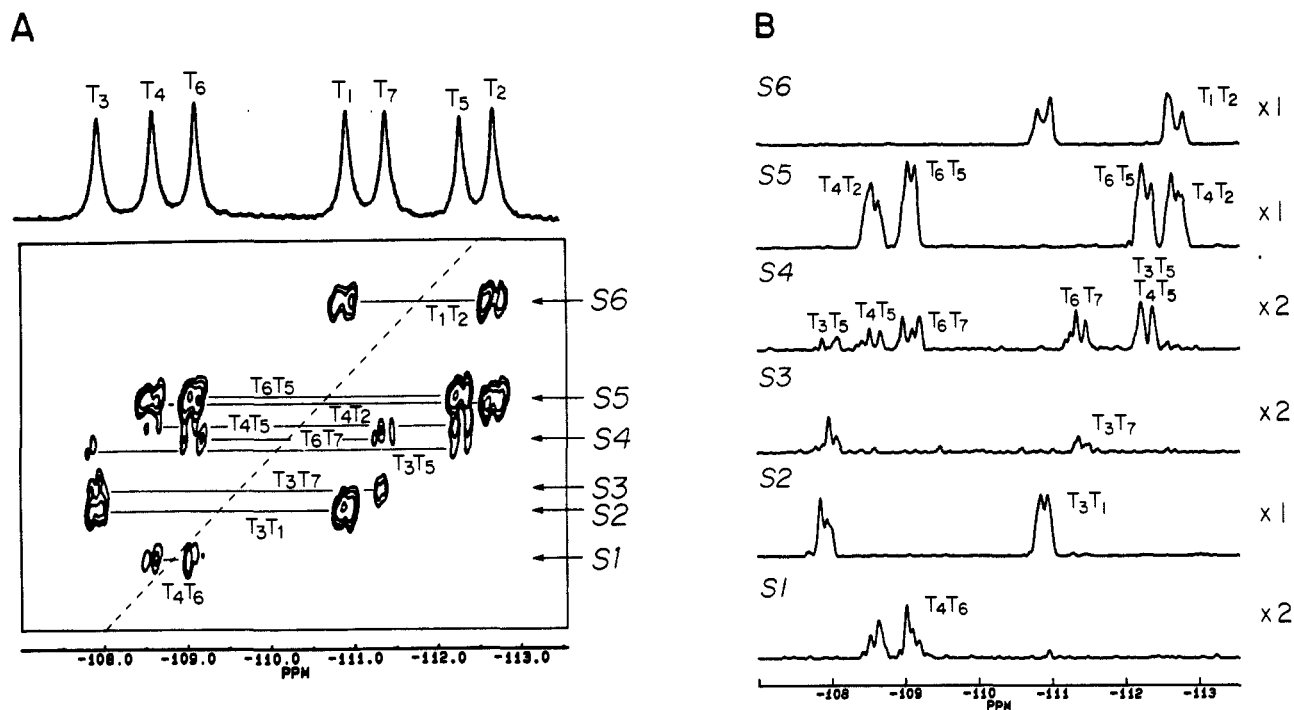 A
T3 T4 T6 T1 T7 T5 T2
T1T2
S6
T6T5
S5
T4T5 T4T2
T6T7
S4
T3T5
T3T7
S3
S2
T3T1
S1
T4T6
-108.0 -109.0 -110.0 -111.0 -112.0 -113.0
PPM
B
S6
T1T2
x1
S5
T4T2 T6T5 T6T5 T4T2
x1
S4
T3T5 T4T5 T6T7 T6T7 T3T5
T4T5
x2
S3
T3T7
x2
S2
T3T1
x1
S1
T4T6
x2
-108 -109 -110 -111 -112 -113
PPM